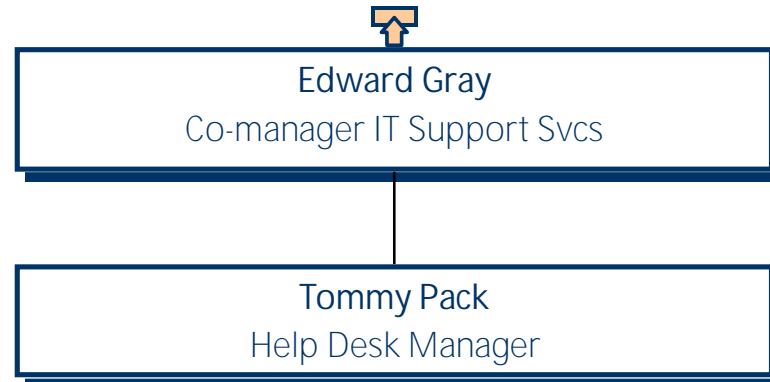 Edward Gray
Co-manager IT Support Svcs
Tommy Pack
Help Desk Manager